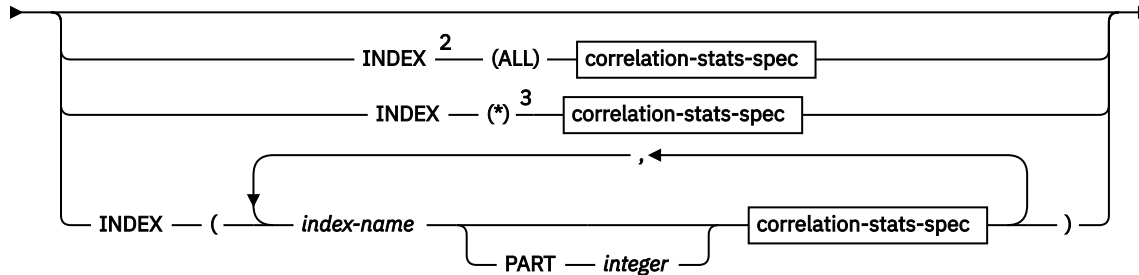 INDEX 2 (ALL) correlation-stats-spec
INDEX (*) 3 correlation-stats-spec
,
INDEX ( index-name correlation-stats-spec )
PART integer